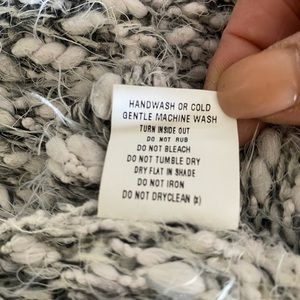 HANDWASH OR COLD
GENTLE MACHINE WASH
TURN INSIDE OUT
DO NOT RUB
DO NOT BLEACH
DO NOT TUMBLE DRY
DRY FLAT IN SHADE
DO NOT IRON
DO NOT DRYCLEAN (X)